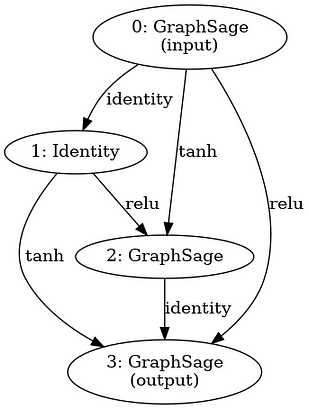 0: GraphSage
(input)
identity
1: Identity
tanh
relu
relu
2: GraphSage
tanh
identity
3: GraphSage
(output)